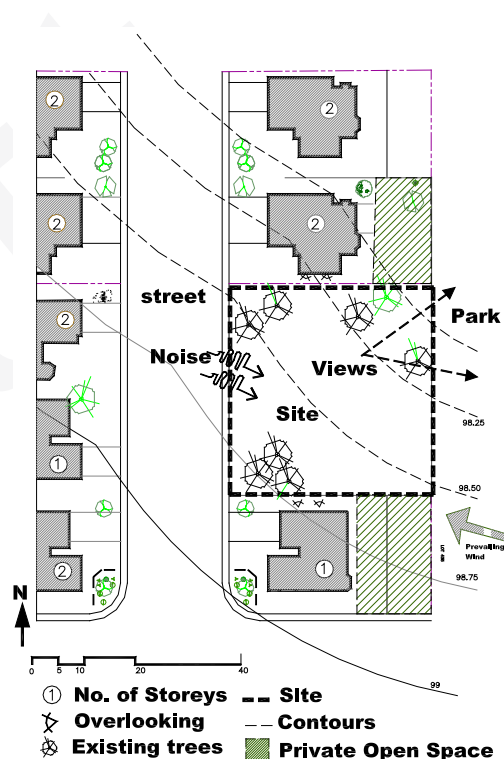 2
2
2
2
street
Park
2
Noise
Views
Site
98.25
1
98.50
Prevailing
Wind
2
1
98.75
N
99
0 5 10 20 40
1 No. of Storeys
Site
Overlooking
Contours
Existing trees
Private Open Space